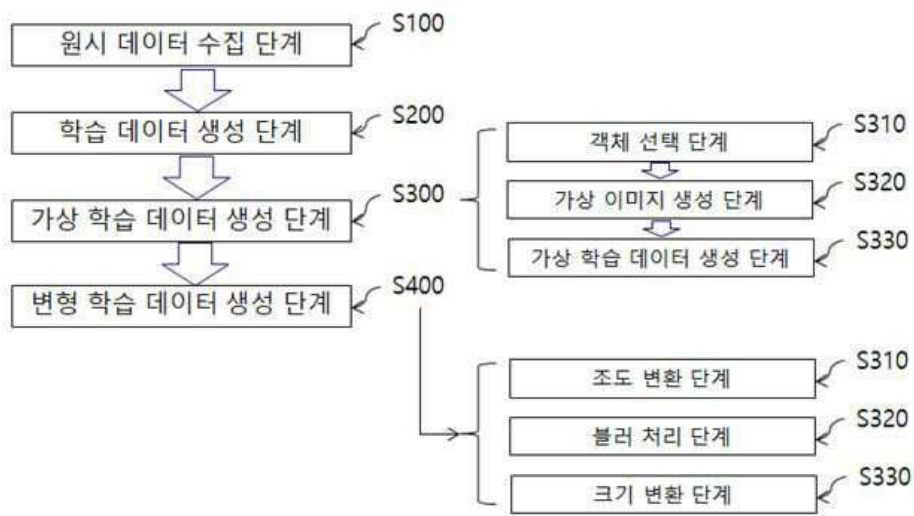 S100
원시 데이터 수집 단계
S200
학습 데이터 생성 단계
S300
가상 학습 데이터 생성 단계
S400
변형 학습 데이터 생성 단계
S310
객체 선택 단계
S320
가상 이미지 생성 단계
S330
가상 학습 데이터 생성 단계
S310
조도 변환 단계
S320
블러 처리 단계
S330
크기 변환 단계